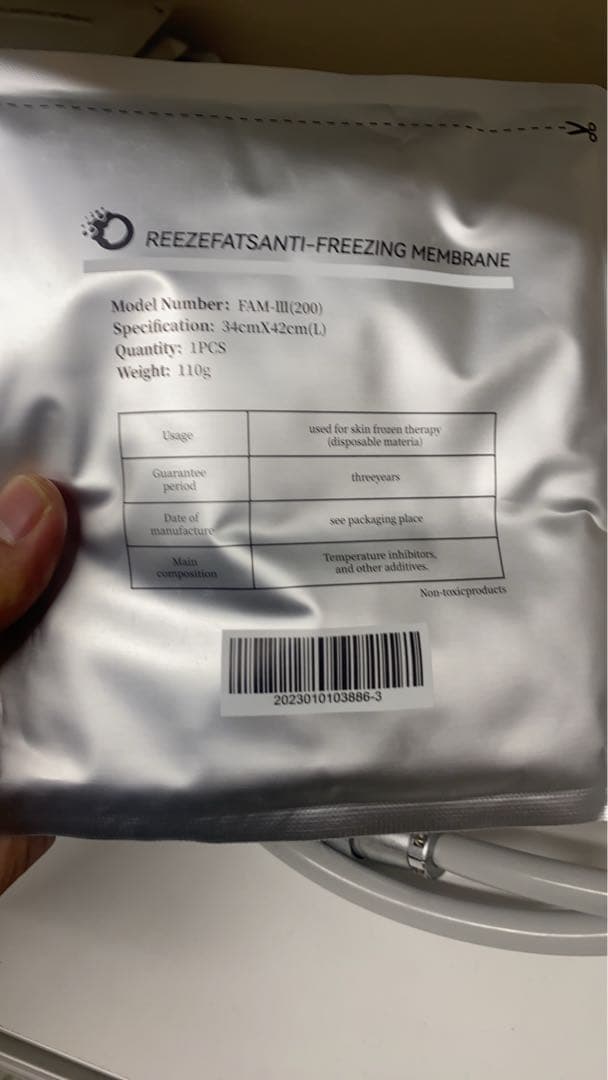 REEZEFATSANTI-FREEZING MEMBRANE
Model Number: FAM-III(200)
Specification: 34cmX42cm(L)
Quantity: 1PCS
Weight: 110g
Usage
used for skin frozen therapy
(disposable materia)
Guarantee
period
threeyears
Date of
manufacture
see packaging place
Main
composition
Temperature inhibitors,
and other additives.
Non-toxicproducts
2023010103886-3